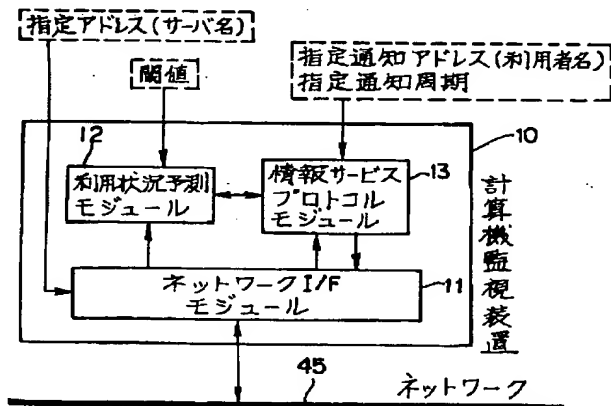 指定アドレス(サーバ名)
閾値
指定通知アドレス(利用者名)
指定通知周期
10
12
利用状況予測
モジュール
13
情報サービス
プロトコル
モジュール
ネットワークI/F
モジュール
11
計算機監視装置
45
ネットワーク